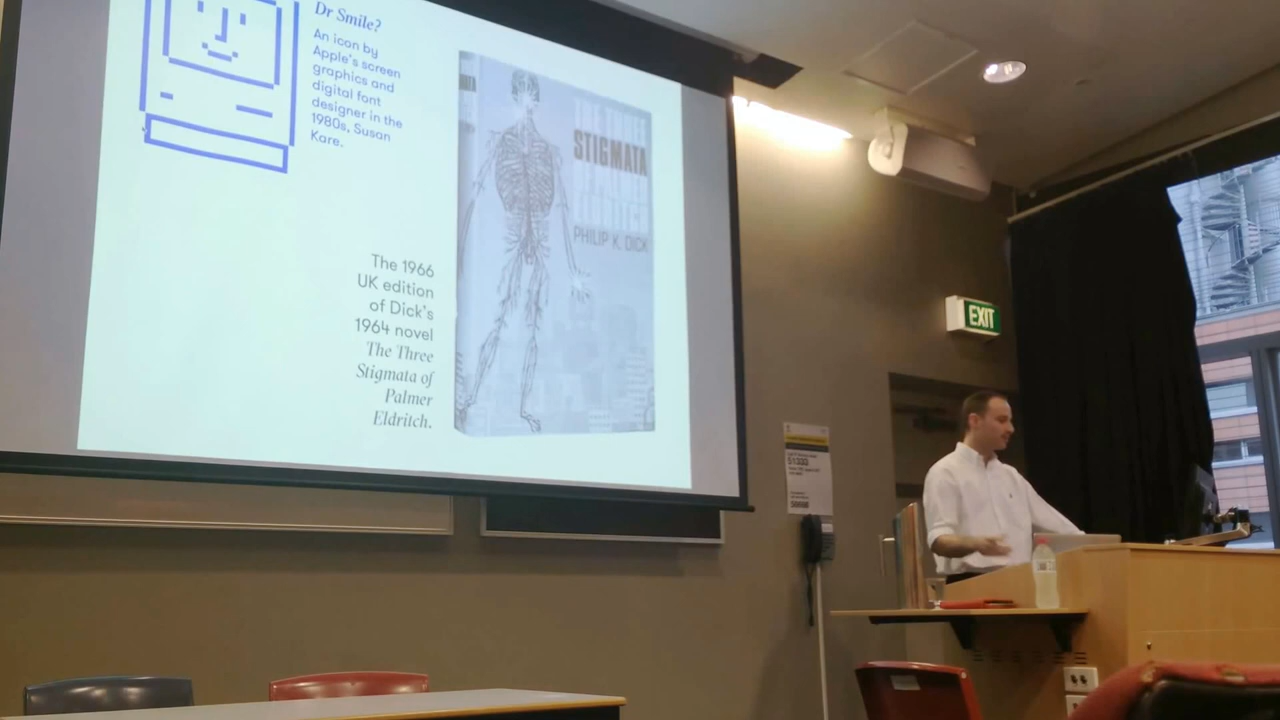 Dr Smile?
An icon by
Apple's screen
graphics and
digital font
designer in the
1980s, Susan
Kare.
The 1966
UK edition
of Dick's
1964 novel
The Three
Stigmata of
Palmer
Eldritch.
STIGMATA
PHILIP K. DICK
EXIT
51333